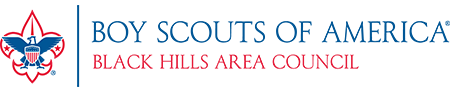 BOY SCOUTS OF AMERICA®
BLACK HILLS AREA COUNCIL
®